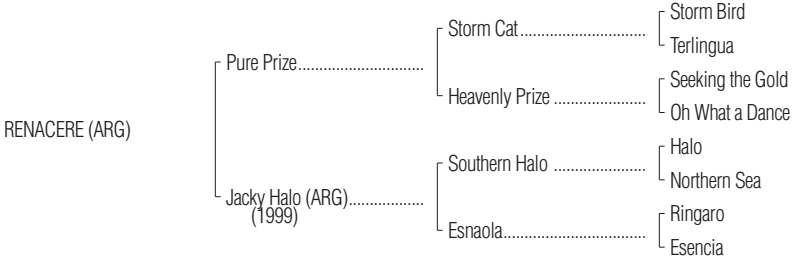 Storm Bird
Storm Cat..............................
Terlingua
Pure Prize..............................
Seeking the Gold
Heavenly Prize ......................
Oh What a Dance
RENACERE (ARG)
Halo
Southern Halo ......................
Northern Sea
Jacky Halo (ARG)..................
(1999)
Ringaro
Esnaola..................................
Esencia